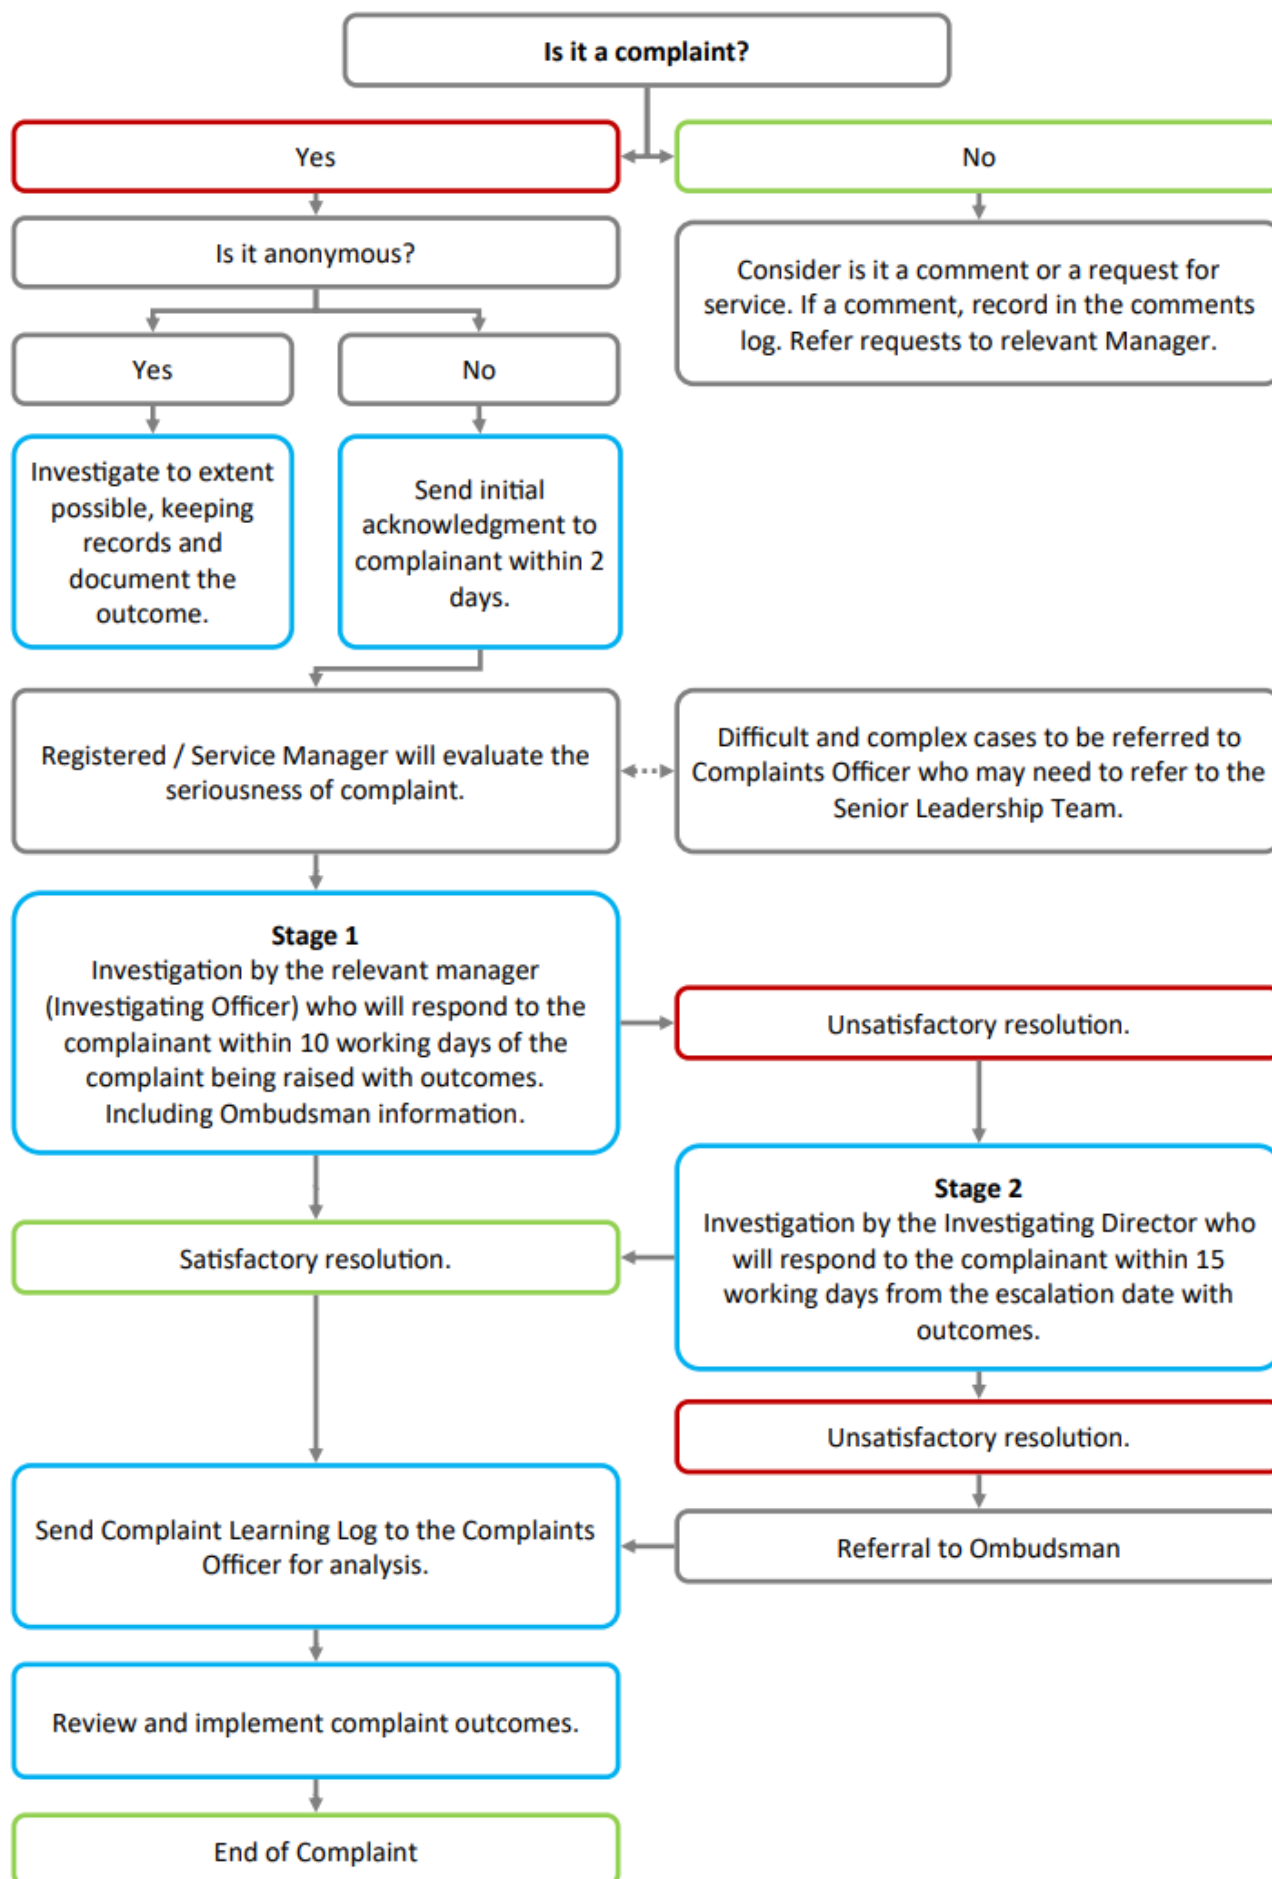 Is it a complaint?
Yes
No
Is it anonymous?
Consider is it a comment or a request for
service. If a comment, record in the comments
log. Refer requests to relevant Manager.
Yes
No
Investigate to extent
possible, keeping
records and
document the
outcome.
Send initial
acknowledgment to
complainant within 2
days.
Registered / Service Manager will evaluate the
seriousness of complaint.
Difficult and complex cases to be referred to
Complaints Officer who may need to refer to the
Senior Leadership Team.
Stage 1
Investigation by the relevant manager
(Investigating Officer) who will respond to the
complainant within 10 working days of the
complaint being raised with outcomes.
Including Ombudsman information.
Unsatisfactory resolution.
Stage 2
Investigation by the Investigating Director who
will respond to the complainant within 15
working days from the escalation date with
outcomes.
Satisfactory resolution.
Unsatisfactory resolution.
Referral to Ombudsman
Send Complaint Learning Log to the Complaints
Officer for analysis.
Review and implement complaint outcomes.
End of Complaint